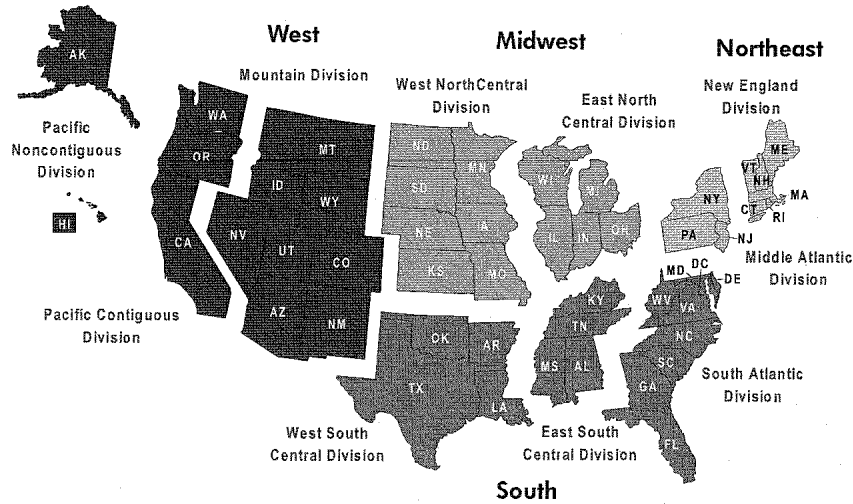 West
Midwest
Northeast
AK
Mountain Division
West NorthCentral
Division
East North
Central Division
New England
Division
Pacific
Noncontiguous
Division
HI
WA
OR
CA
MT
ID
WY
NV
UT
CO
AZ
NM
ND
MN
SD
NE
IA
KS
MO
WI
MI
IL
IN
OH
ME
VT
NH
NY
MA
CT
RI
PA
NJ
Middle Atlantic
Division
MD
DC
DE
WV
VA
KY
TN
NC
SC
MS
AL
GA
FL
OK
AR
TX
LA
Pacific Contiguous
Division
South Atlantic
Division
West South
Central Division
East South
Central Division
South